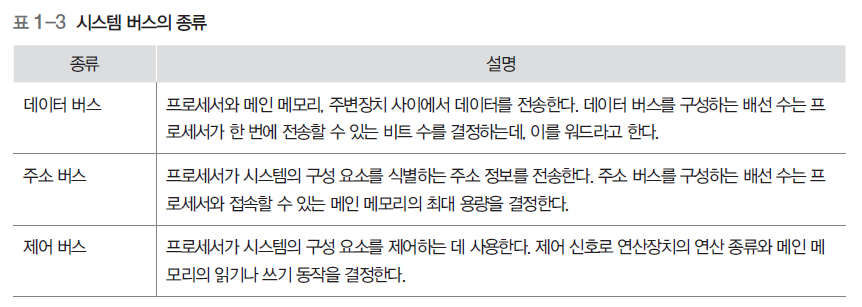 표 1-3 시스템 버스의 종류
종류 설명
데이터 버스 프로세서와 메인 메모리, 주변장치 사이에서 데이터를 전송한다. 데이터 버스를 구성하는 배선 수는 프
로세서가 한 번에 전송할 수 있는 비트 수를 결정하는데, 이를 워드라고 한다.
주소 버스 프로세서가 시스템의 구성 요소를 식별하는 주소 정보를 전송한다. 주소 버스를 구성하는 배선 수는 프
로세서와 접속할 수 있는 메인 메모리의 최대 용량을 결정한다.
제어 버스 프로세서가 시스템의 구성 요소를 제어하는 데 사용한다. 제어 신호로 연산장치의 연산 종류와 메인 메
모리의 읽기나 쓰기 동작을 결정한다.